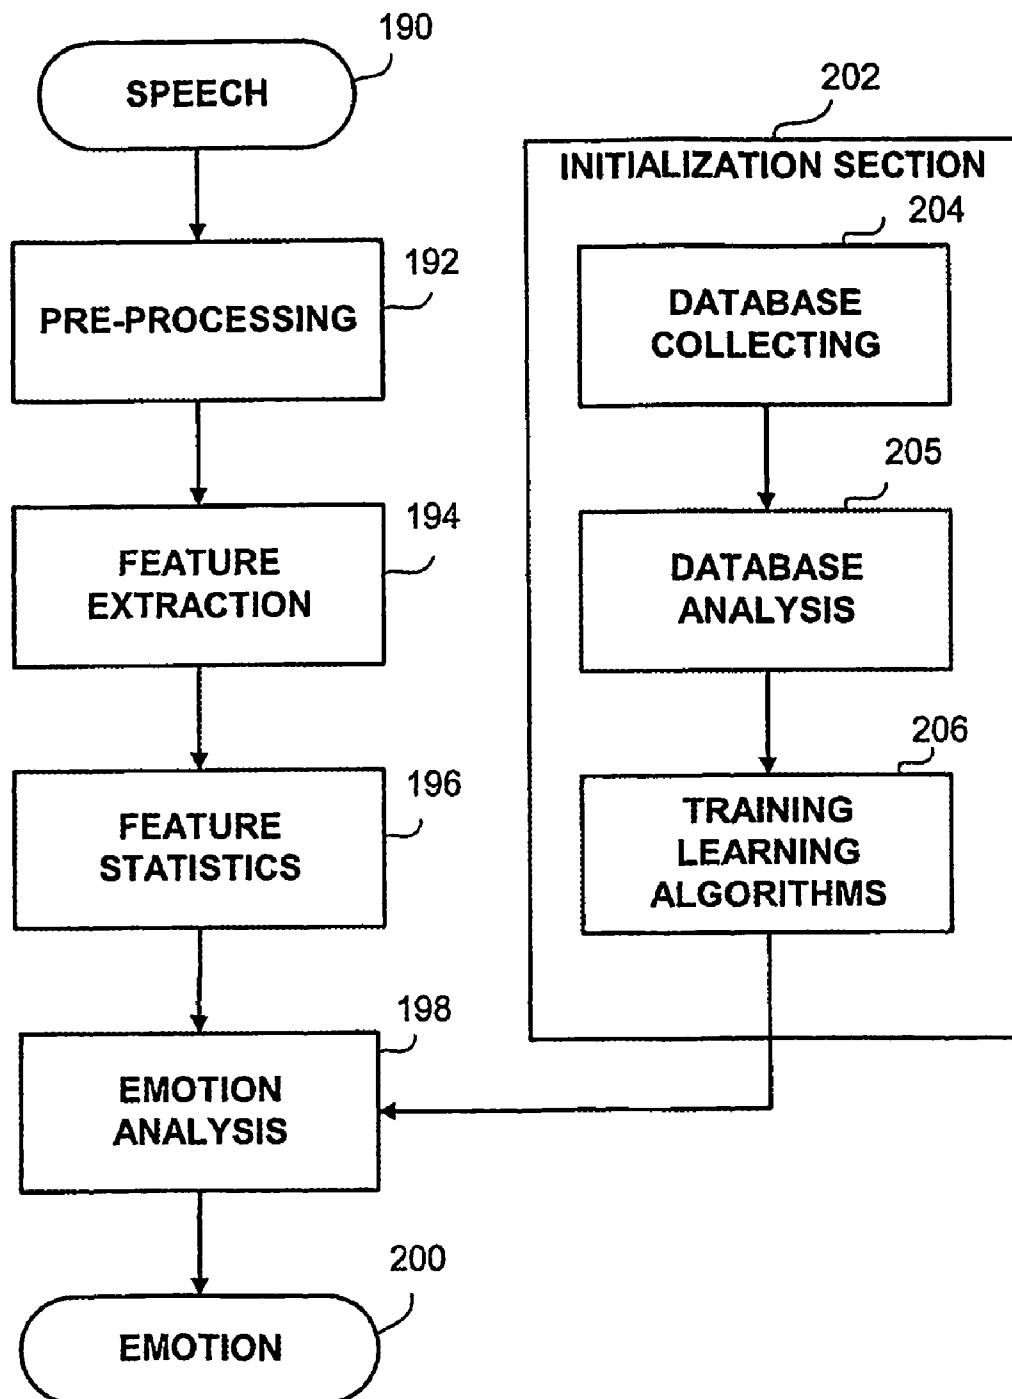 190
SPEECH
192
PRE-PROCESSING
194
FEATURE
EXTRACTION
196
FEATURE
STATISTICS
198
EMOTION
ANALYSIS
200
EMOTION
202
INITIALIZATION SECTION
204
DATABASE
COLLECTING
205
DATABASE
ANALYSIS
206
TRAINING
LEARNING
ALGORITHMS